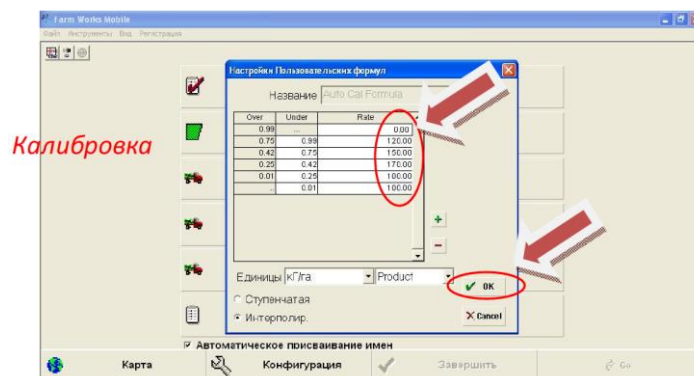 Farm Works Mobile
Файл Инструменты Вид Регистрация
Настройки Пользовательских формул
Название Auto Cal Formula
Калибровка
Over Under Rate
0.99 ... 0.00
0.75 0.99 120.00
0.42 0.75 150.00
0.25 0.42 170.00
0.01 0.25 100.00
.. 0.01 100.00
Единицы кГ/га Product
OK
Ступенчатая
Интерполир.
Cancel
Автоматическое присваивание имен
Карта Конфигурация Завершить Go